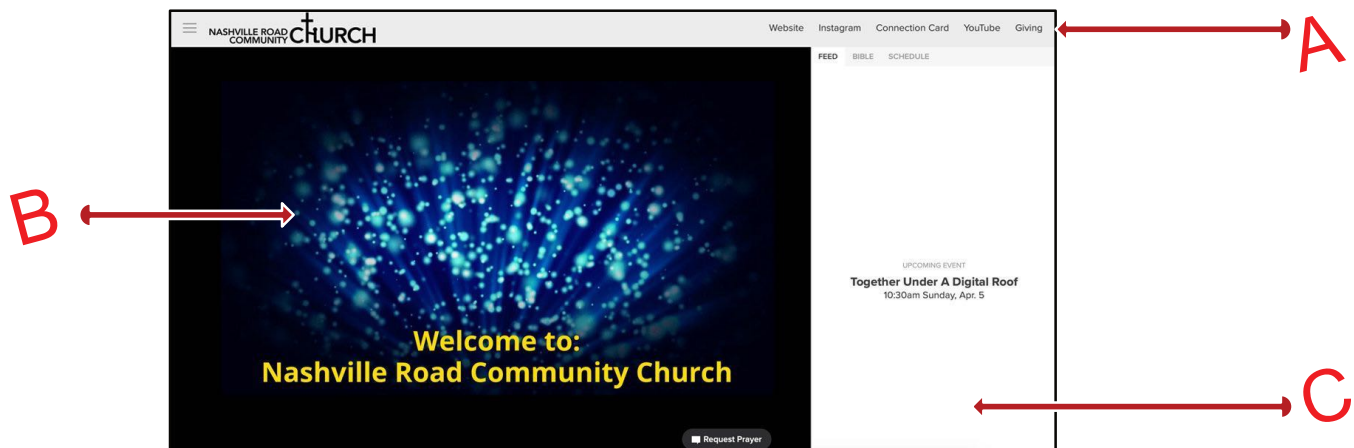 NASHVILLE ROAD
COMMUNITY CHURCH
Website Instagram Connection Card YouTube Giving
A
FEED BIBLE SCHEDULE
B
UPCOMING EVENT
Together Under A Digital Roof
10:30am Sunday, Apr. 5
Welcome to:
Nashville Road Community Church
C
Request Prayer